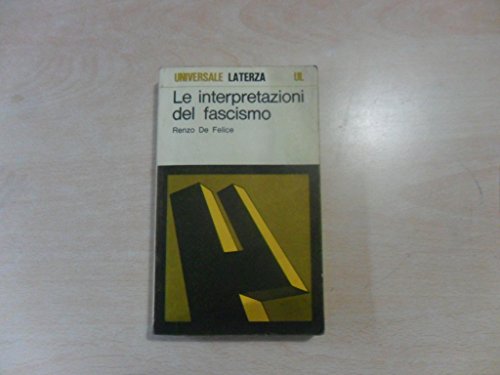 UNIVERSALE LATERZA UL
Le interpretazioni
del fascismo
Renzo De Felice